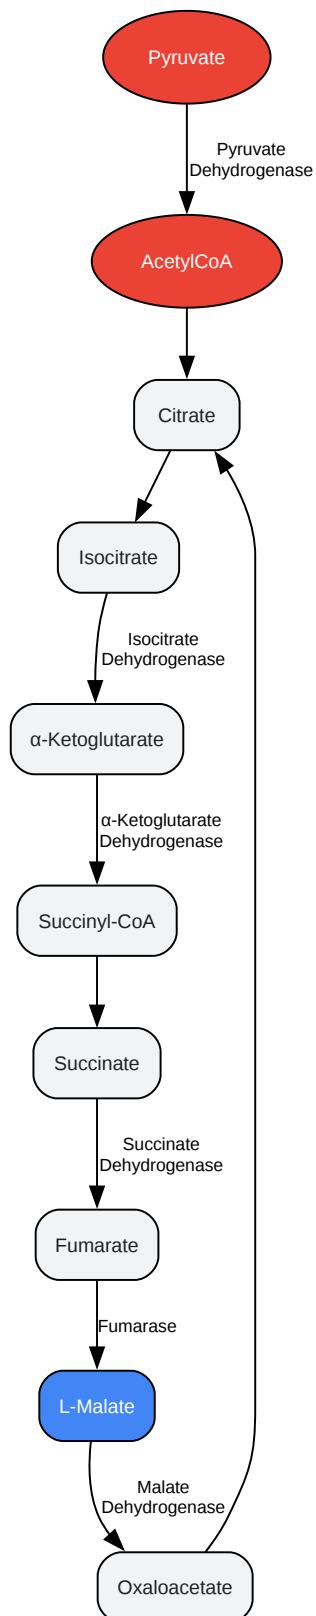 Pyruvate
Pyruvate
Dehydrogenase
AcetylCoA
Citrate
Isocitrate
Isocitrate
Dehydrogenase
α-Ketoglutarate
α-Ketoglutarate
Dehydrogenase
Succinyl-CoA
Succinate
Succinate
Dehydrogenase
Fumarate
Fumarase
L-Malate
Malate
Dehydrogenase
Oxaloacetate